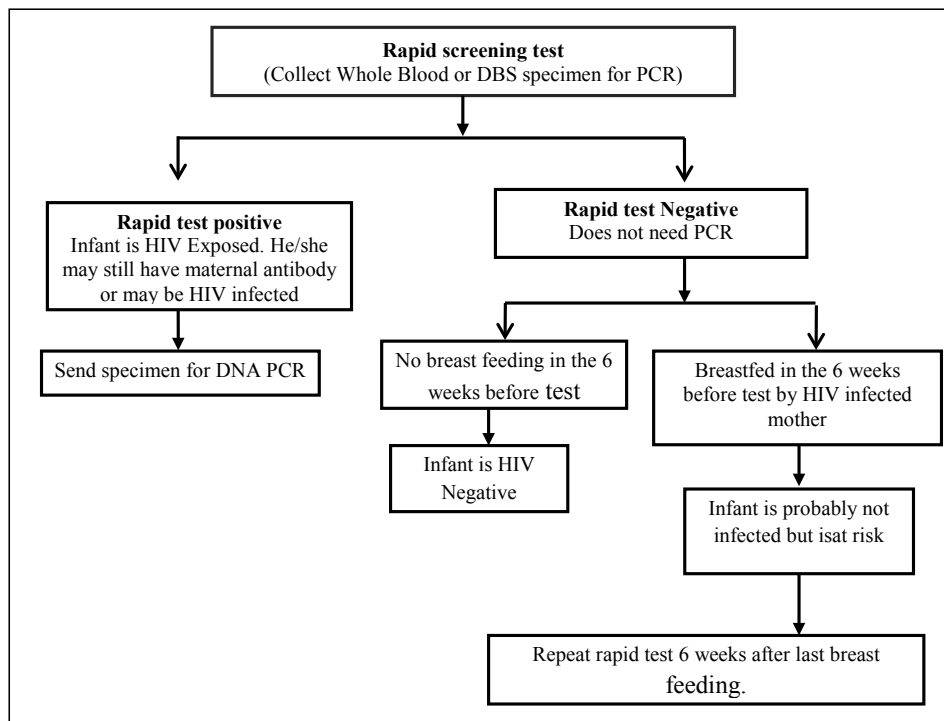 Rapid screening test
(Collect Whole Blood or DBS specimen for PCR)
Rapid test positive
Infant is HIV Exposed. He/she
may still have maternal antibody
or may be HIV infected
Send specimen for DNA PCR
Rapid test Negative
Does not need PCR
No breast feeding in the 6
weeks before test
Infant is HIV
Negative
Breastfed in the 6 weeks
before test by HIV infected
mother
Infant is probably not
infected but isat risk
Repeat rapid test 6 weeks after last breast
feeding.